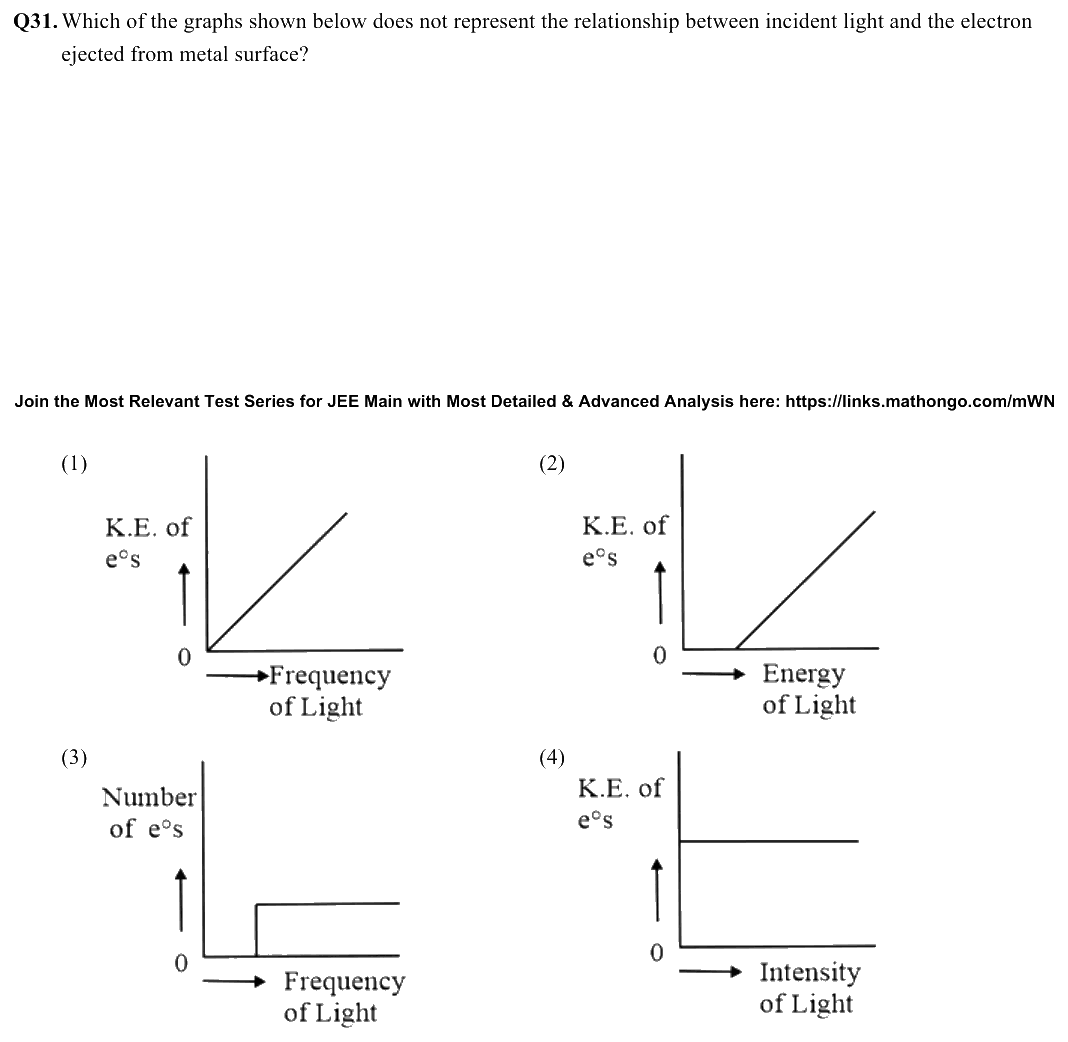 Q31. Which of the graphs shown below does not represent the relationship between incident light and the electron
ejected from metal surface?
Join the Most Relevant Test Series for JEE Main with Most Detailed & Advanced Analysis here: https://links.mathongo.com/mWN
(1)
K.E. of
e°s
0
Frequency
of Light
(2)
K.E. of
e°s
0
Energy
of Light
(3)
Number
of e°s
0
Frequency
of Light
(4)
K.E. of
e°s
0
Intensity
of Light